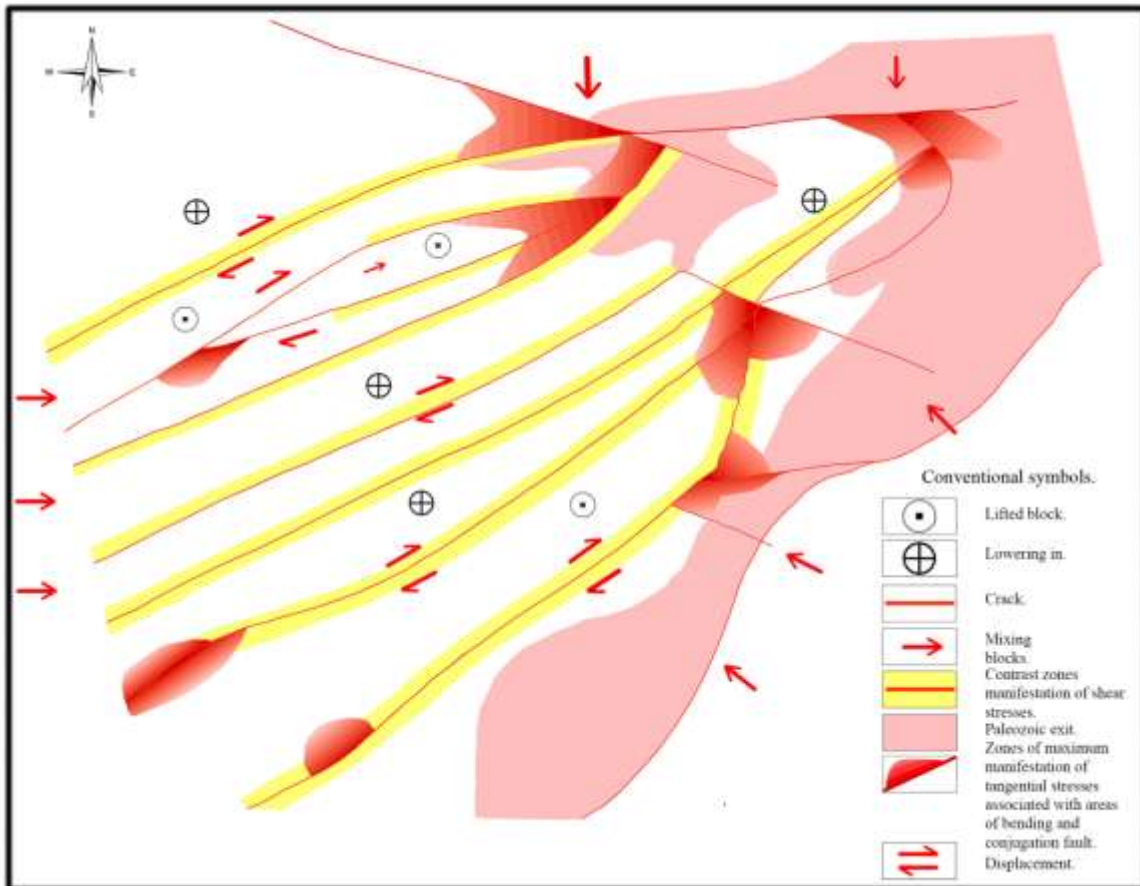 N
W
E
S
Conventional symbols.
Lifted block.
Lowering in.
Crack.
Mixing
blocks.
Contrast zones
manifestation of shear
stresses.
Paleozoic exit.
Zones of maximum
manifestation of
tangential stresses
associated with areas
of bending and
conjugation fault.
Displacement.